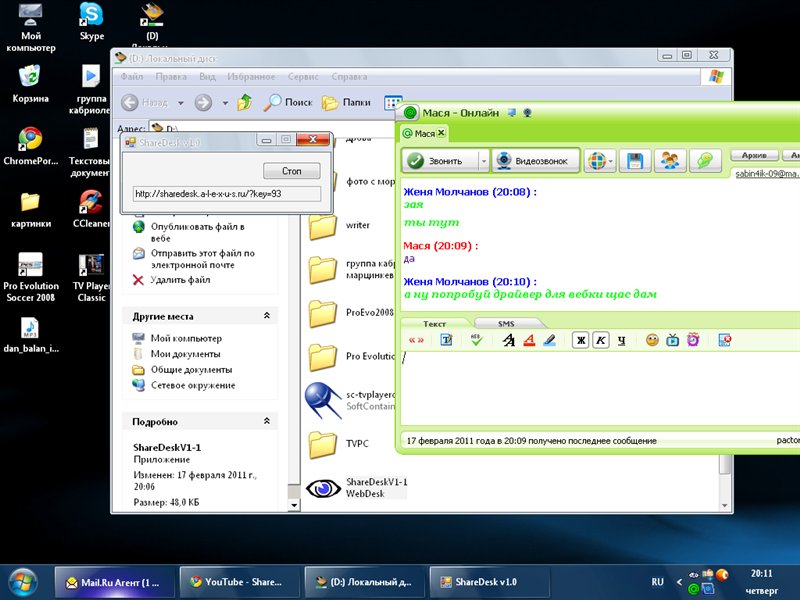 Мой
компьютер
Skype
(D)
Корзина
группа
кабриоле
ChromePor...
Текстовы
документ
картинки
CCleaner
Pro Evolution
Soccer 2008
TV Player
Classic
dan_balan_i...
(D:) Локальный диск
Файл Правка Вид Избранное Сервис Справка
Назад Поиск Папки
Адрес: D:\
ShareDesk v1.0
Стоп
http://sharedesk.a-l-e-x-u-s.ru/?key=93
Опубликовать файл в
вебе
Отправить этот файл по
электронной почте
Удалить файл
Другие места
Мой компьютер
Мои документы
Общие документы
Сетевое окружение
Подробно
ShareDeskV1-1
Приложение
Изменен: 17 февраля 2011 г.,
20:06
Размер: 48,0 КБ
дрова
фото с мор
writer
группа каб
марцинкев
ProEvo2008
Pro Evolutio
sc-tvplayerc
SoftContain
TVPC
ShareDeskV1-1
WebDesk
Мася - Онлайн
Мася
Звонить Видеозвонок
Архив
sabin4ik-09@ma.
Женя Молчанов (20:08) :
зая
ты тут
Мася (20:09) :
да
Женя Молчанов (20:10) :
а ну попробуй драйвер для вебки щас дам
Текст SMS
Ж К Ч
17 февраля 2011 года в 20:09 получено последнее сообщение
pacto
Mail.Ru Агент (1 ...
YouTube - Share...
(D:) Локальный д...
ShareDesk v1.0
RU
20:11
четверг